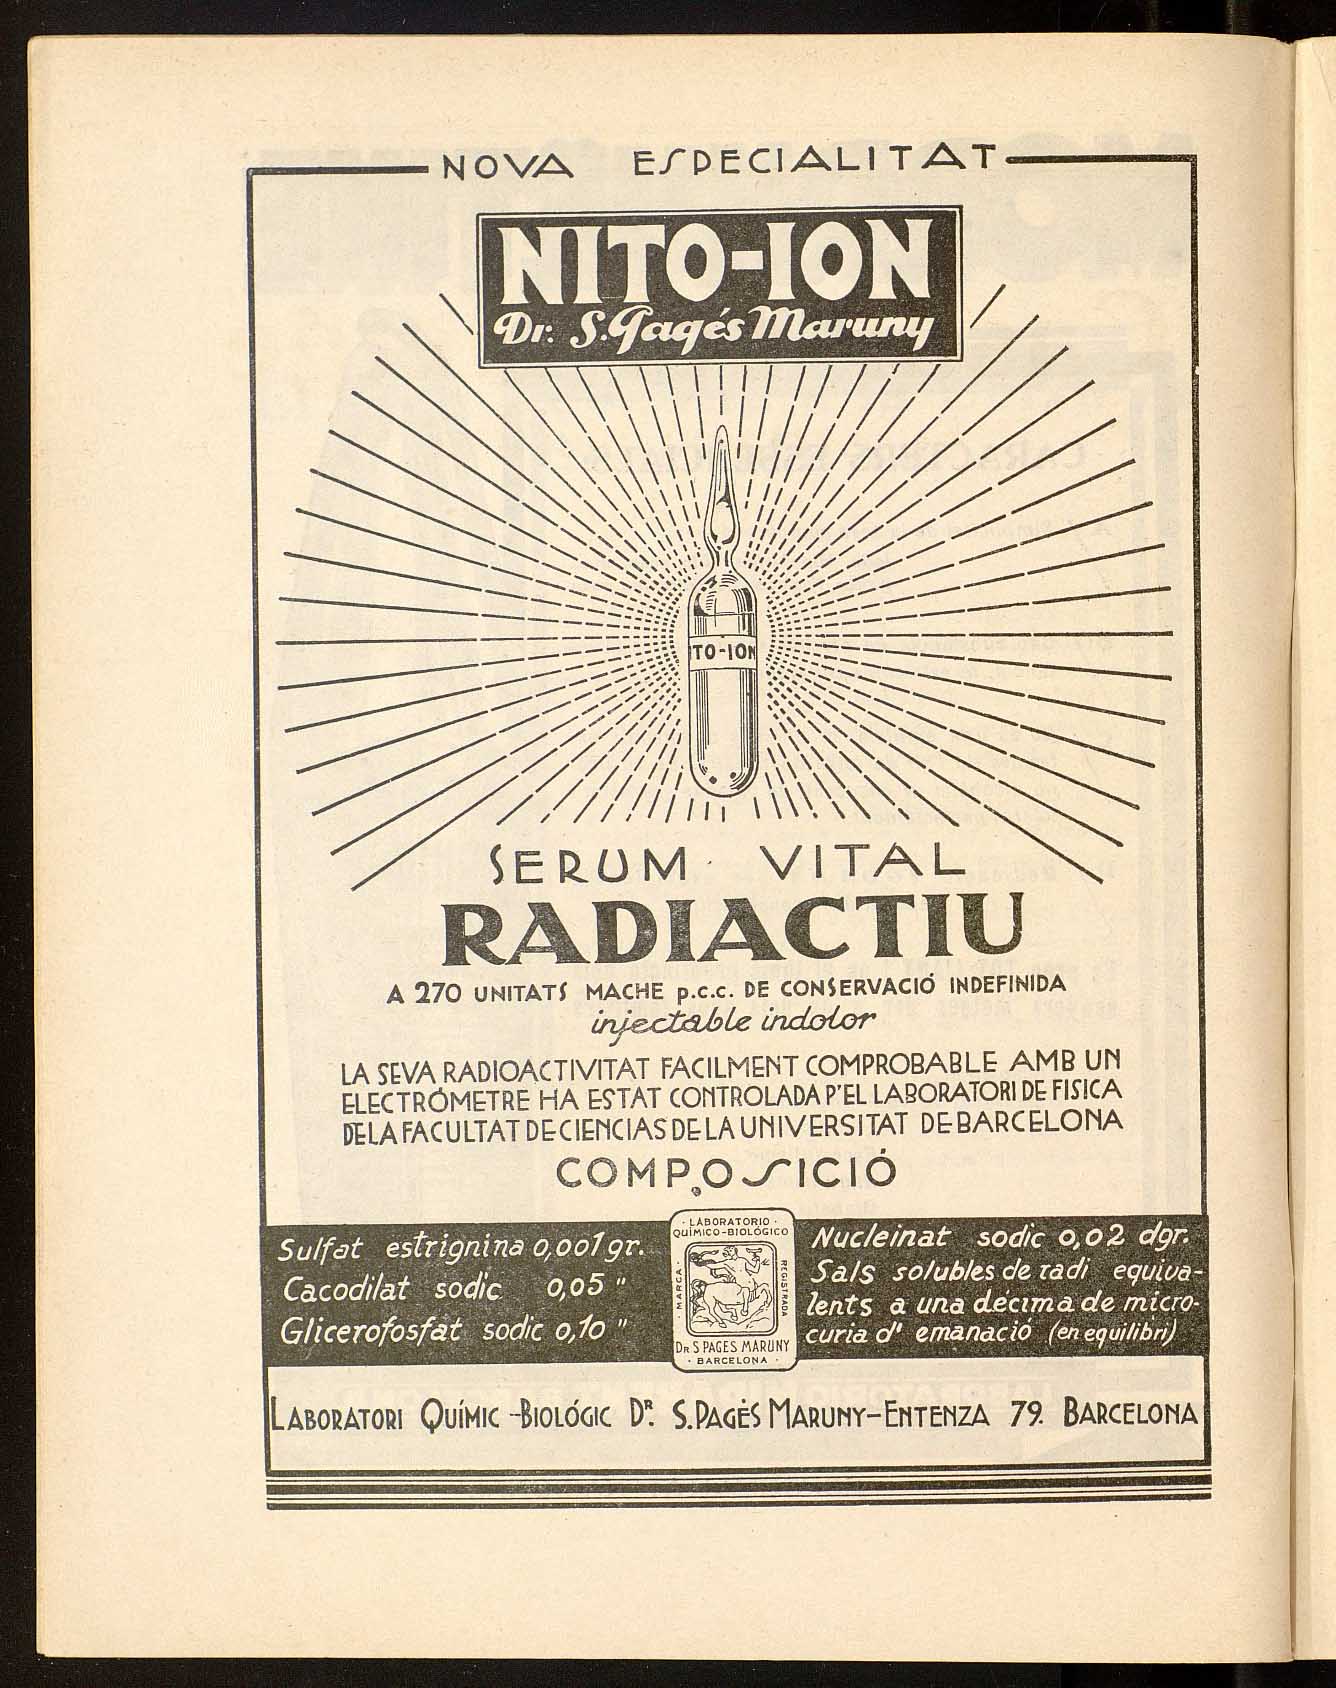 NOVA ESPECIALITAT
NITO-ION
Dr. S. Pagés Maruny
TO-ION
SERUM VITAL
RADIACTIU
A 270 UNITATS MACHE p.c.c. DE CONSERVACIÓ INDEFINIDA
injectable indolor
LA SEVA RADIOACTIVITAT FACILMENT COMPROBABLE AMB UN
ELECTRÓMETRE HA ESTAT CONTROLADA P'EL LABORATORI DE FISICA
DE LA FACULTAT DE CIENCIAS DE LA UNIVERSITAT DE BARCELONA
COMPOSICIÓ
Sulfat estrignina 0,001 gr.
Cacodilat sodic 0,05 "
Glicerofosfat sodic 0,10 "
· LABORATORIO ·
QUÍMICO-BIOLÓGICO
· MARCA ·
REGISTRADA
DR S PAGES MARUNY
· BARCELONA ·
Nucleinat sodic 0,02 dgr.
Sals solubles de radi equiva-
lents a una décima de micro-
curia d' emanació (en equilibri)
LABORATORI QUÍMIC-BIOLÓGIC DR. S. PAGÉS MARUNY-ENTENZA 79. BARCELONA